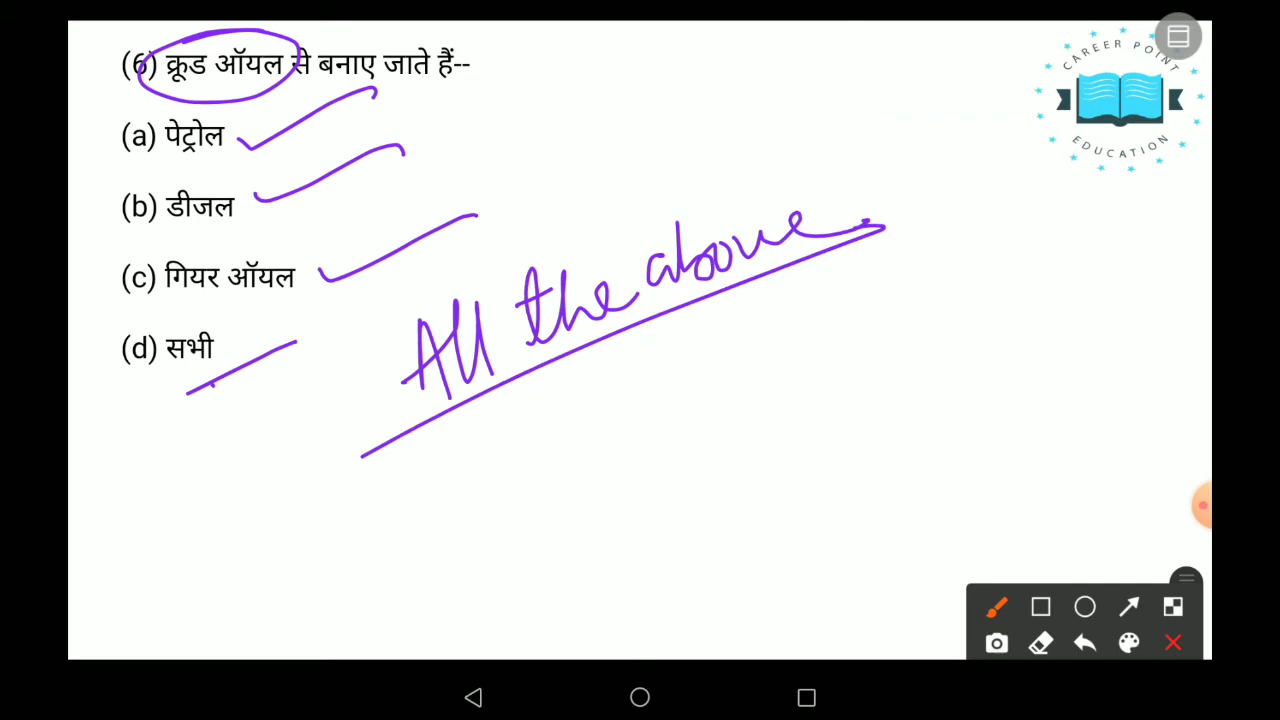 (6) क्रूड ऑयल से बनाए जाते हैं--
(a) पेट्रोल
(b) डीजल
(c) गियर ऑयल
(d) सभी
All the above
CAREER POINT
EDUCATION